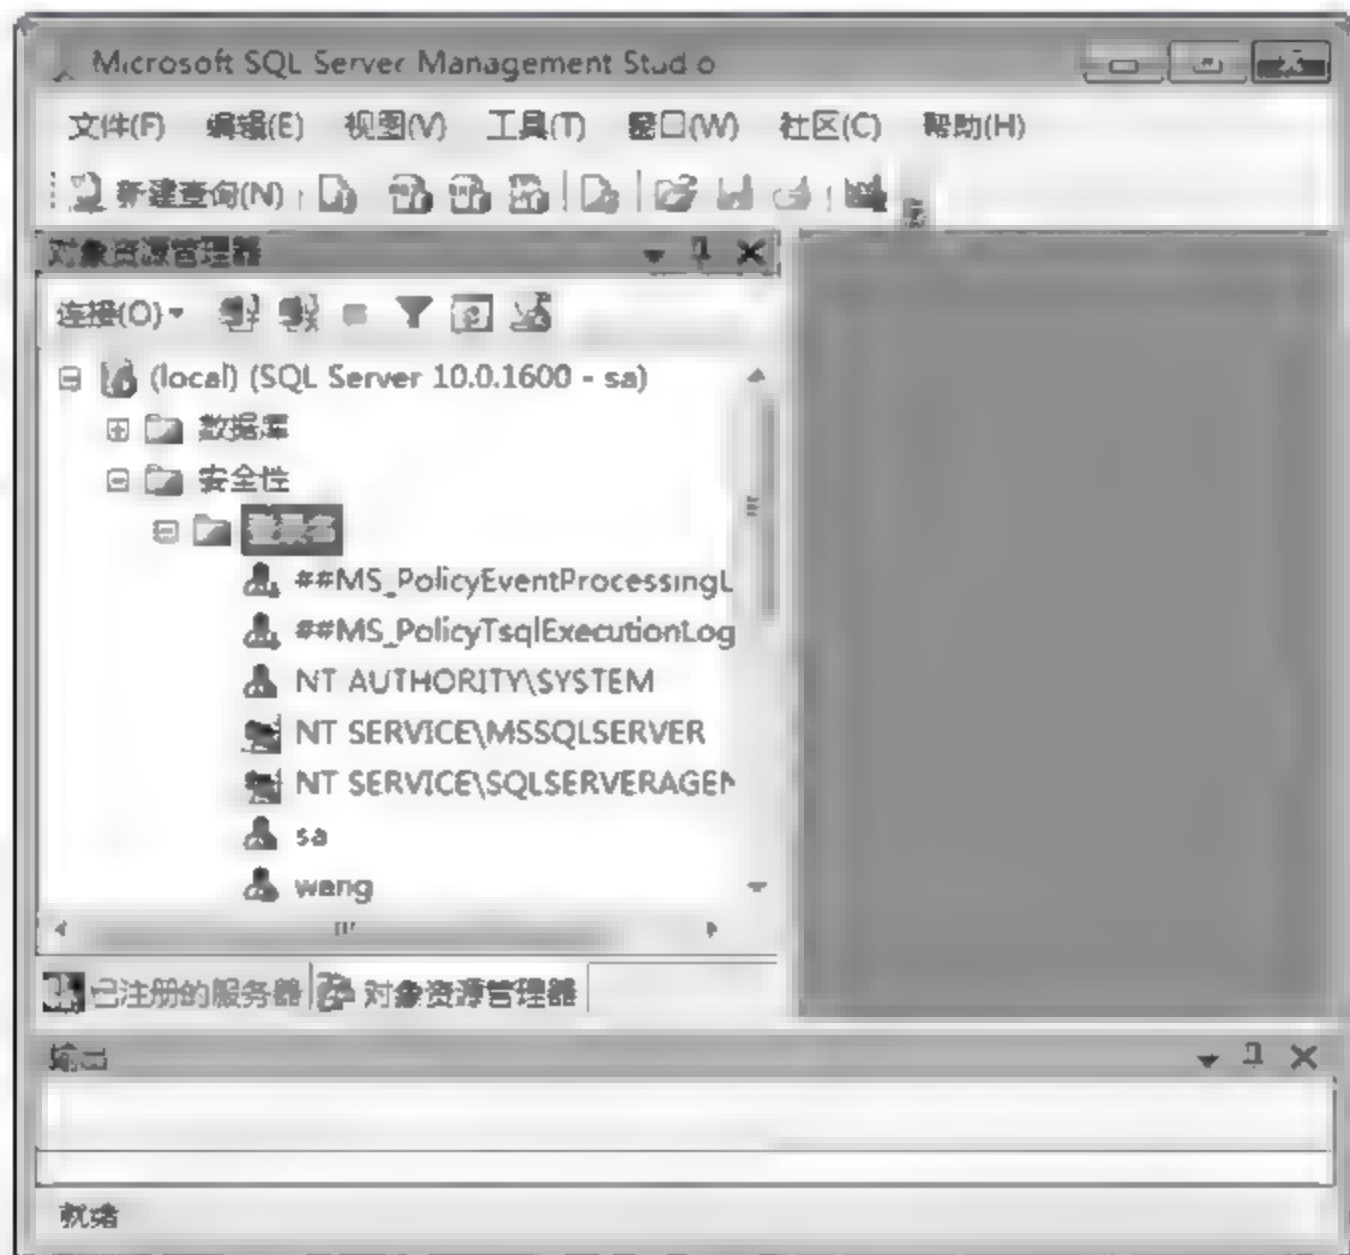 Microsoft SQL Server Management Studio
文件(F) 编辑(E) 视图(V) 工具(T) 窗口(W) 社区(C) 帮助(H)
新建查询(N)
对象资源管理器
连接(O)
(local) (SQL Server 10.0.1600 - sa)
数据库
安全性
登录名
##MS_PolicyEventProcessingL
##MS_PolicyTsqlExecutionLog
NT AUTHORITY\SYSTEM
NT SERVICE\MSSQLSERVER
NT SERVICE\SQLSERVERAGEN
sa
wang
已注册的服务器 对象资源管理器
输出
就绪